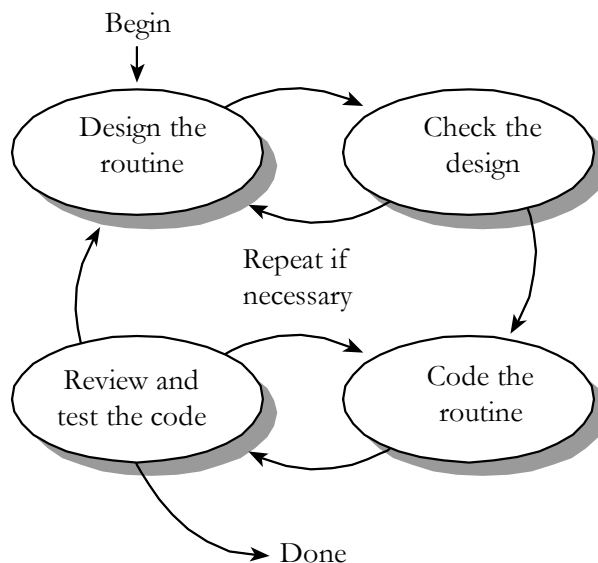 Begin
Design the
routine
Check the
design
Repeat if
necessary
Review and
test the code
Code the
routine
Done